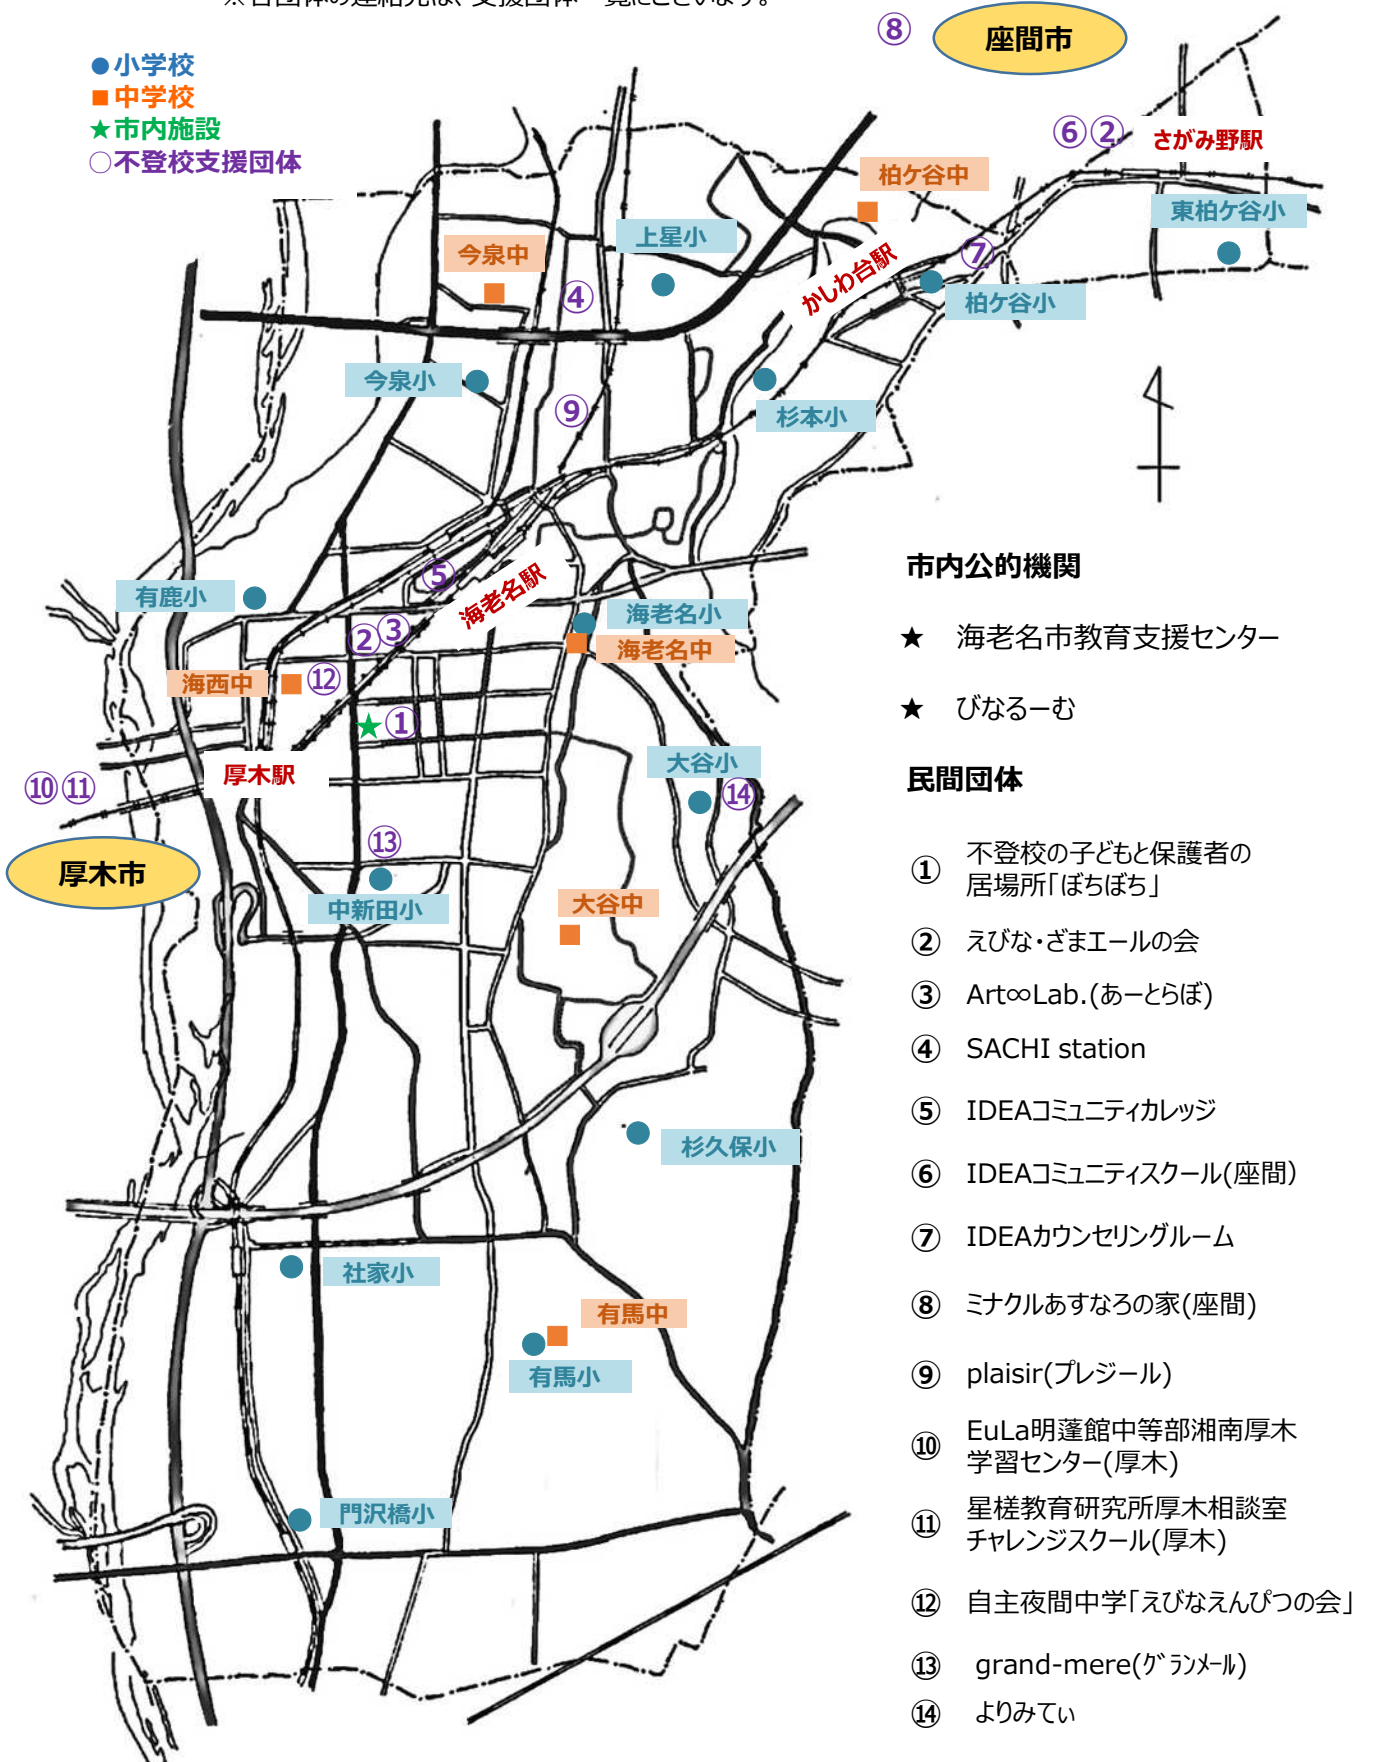 座間市
⑧
●小学校
■中学校
★市内施設
○不登校支援団体
⑥②
さがみ野駅
柏ケ谷中
東柏ケ谷小
上星小
今泉中
⑦
かしわ台駅
④
柏ケ谷小
今泉小
⑨
杉本小
⑤
海老名駅
有鹿小
海老名小
②③
海老名中
海西中
⑫
★①
大谷小
厚木駅
⑩⑪
⑭
⑬
厚木市
中新田小
大谷中
杉久保小
社家小
有馬中
有馬小
門沢橋小
市内公的機関
★ 海老名市教育支援センター
★ びなるーむ
民間団体
① 不登校の子どもと保護者の
居場所「ぼちぼち」
② えびな・ざまエールの会
③ Art∞Lab.(あーとらぼ)
④ SACHI station
⑤ IDEAコミュニティカレッジ
⑥ IDEAコミュニティスクール(座間)
⑦ IDEAカウンセリングルーム
⑧ ミナクルあすなろの家(座間)
⑨ plaisir(プレジール)
⑩ EuLa明蓬館中等部湘南厚木
学習センター(厚木)
⑪ 星槎教育研究所厚木相談室
チャレンジスクール(厚木)
⑫ 自主夜間中学「えびなえんぴつの会」
⑬ grand-mere(グランメール)
⑭ よりみてぃ